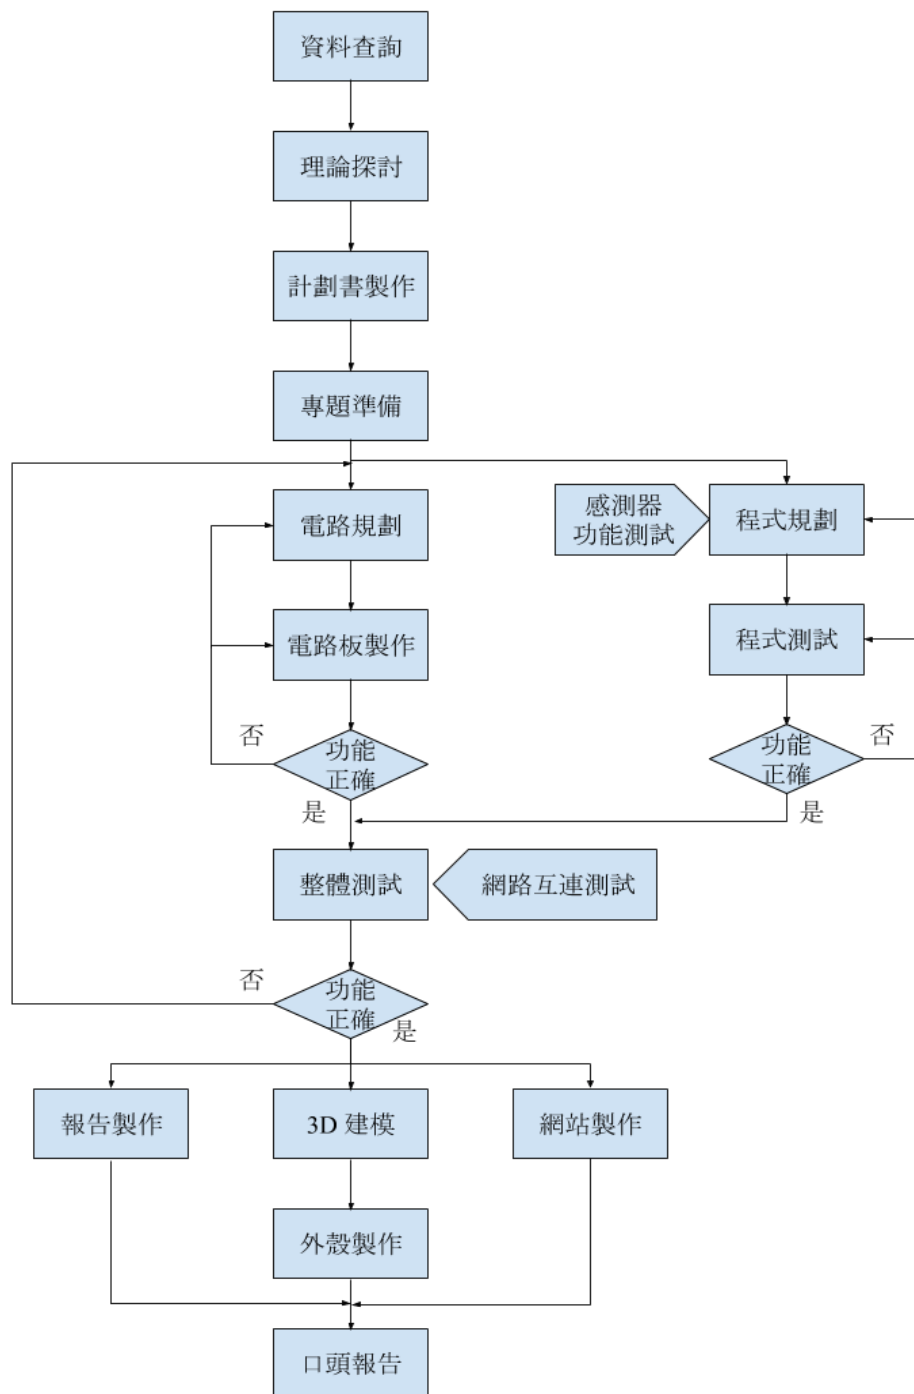 資料查詢
理論探討
計劃書製作
專題準備
電路規劃
感測器
功能測試
程式規劃
電路板製作
程式測試
否
功能
正確
是
功能
正確
否
是
整體測試
網路互連測試
否
功能
正確
是
報告製作
3D 建模
網站製作
外殼製作
口頭報告